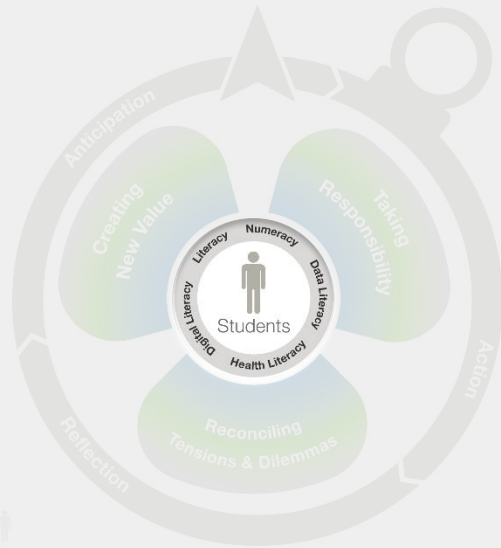 Anticipation
Creating
New Value
Taking
Responsibility
Literacy
Numeracy
Data Literacy
Digital Literacy
Health Literacy
Students
Action
Reconciling
Tensions & Dilemmas
Reflection